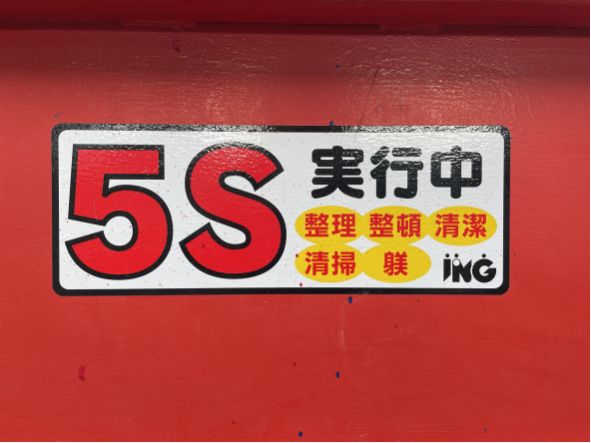 5S 実行中
整理 整頓 清潔
清掃 躾 iNG